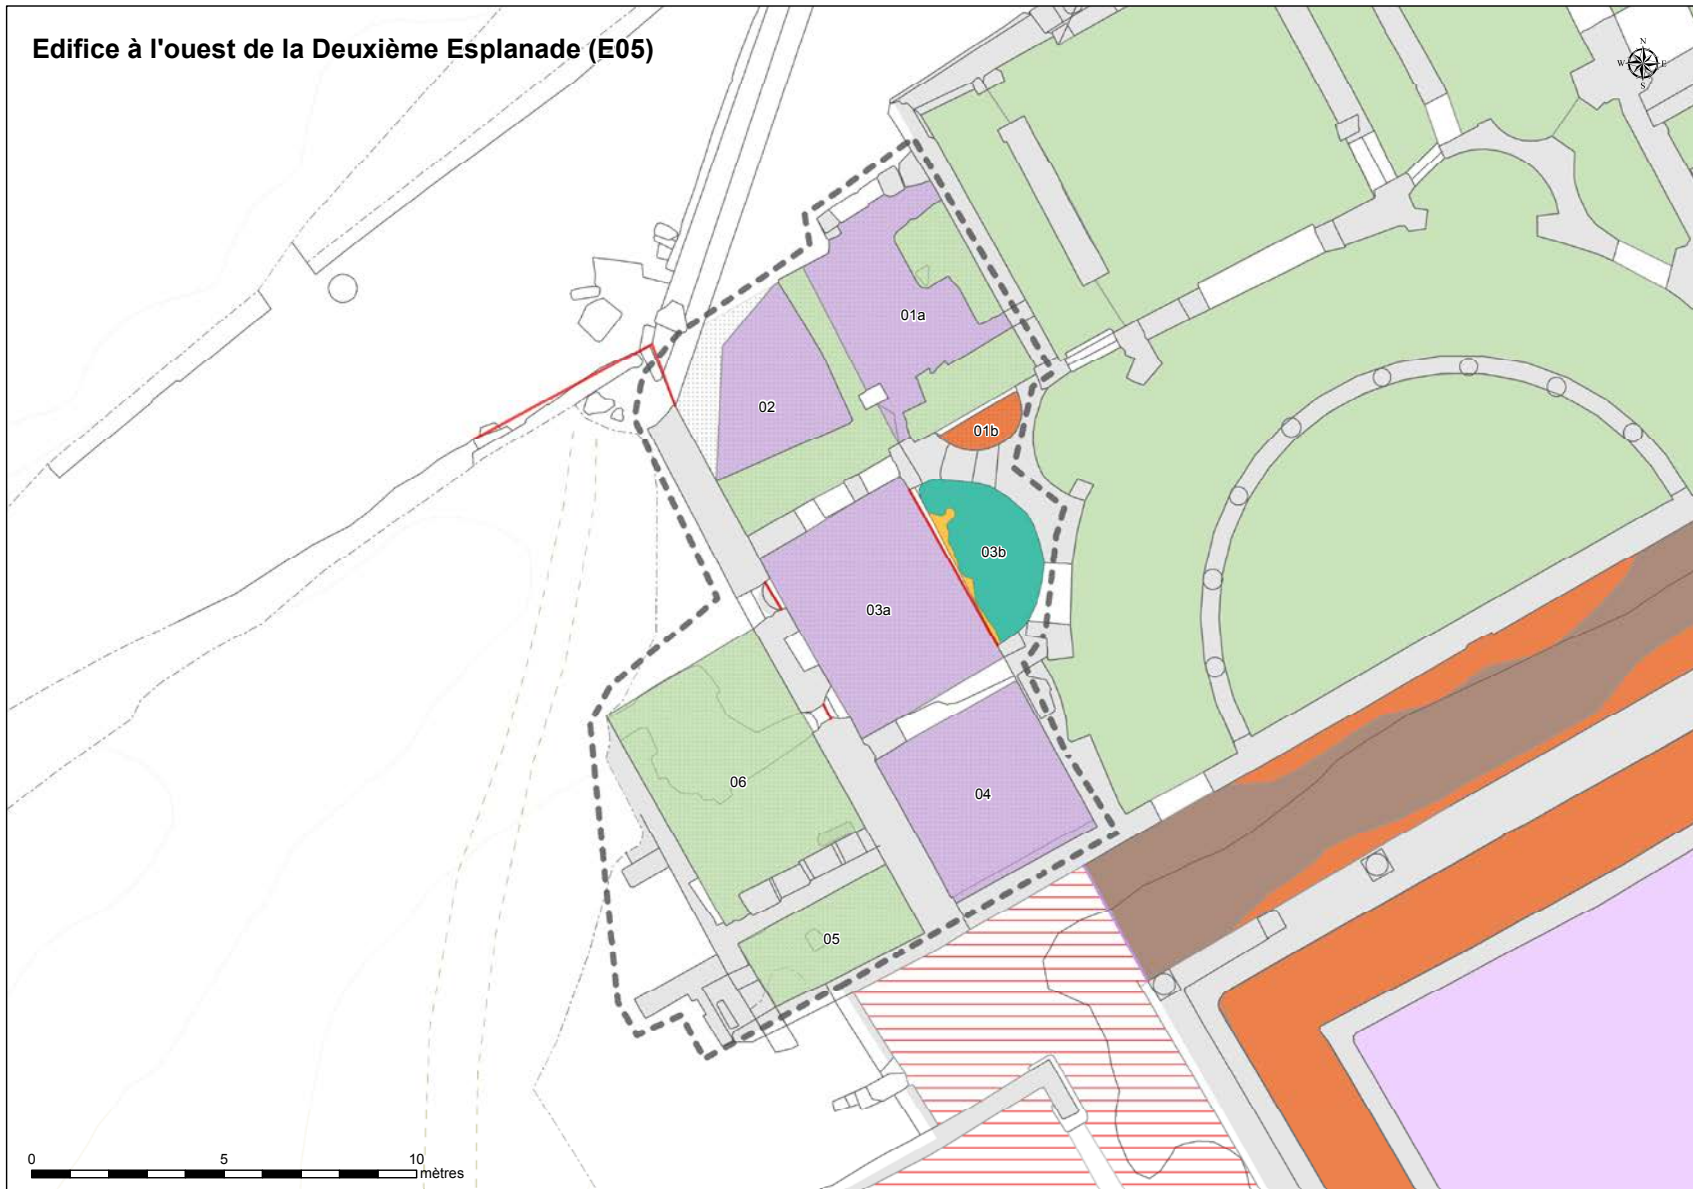 Edifice à l'ouest de la Deuxième Esplanade (E05)
N
W E
S
01a
02
01b
03b
03a
06
04
05
0 5 10
mètres